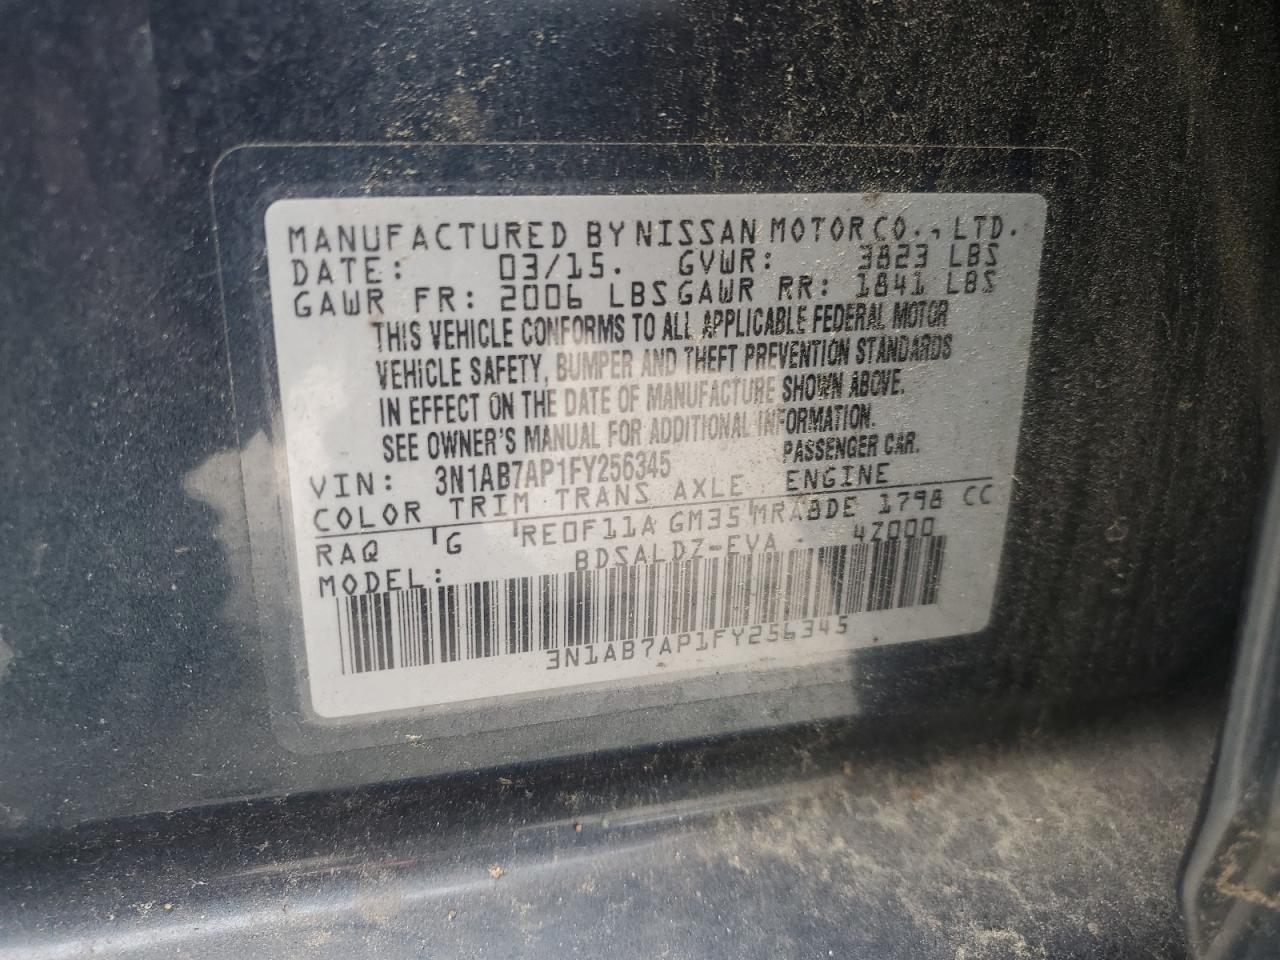 MANUFACTURED BY NISSAN MOTOR CO., LTD.
DATE: 03/15. GVWR: 3823 LBS
GAWR FR: 2006 LBS GAWR RR: 1841 LBS
THIS VEHICLE CONFORMS TO ALL APPLICABLE FEDERAL MOTOR
VEHICLE SAFETY, BUMPER AND THEFT PREVENTION STANDARDS
IN EFFECT ON THE DATE OF MANUFACTURE SHOWN ABOVE.
SEE OWNER'S MANUAL FOR ADDITIONAL INFORMATION.
PASSENGER CAR.
VIN: 3N1AB7AP1FY256345
COLOR TRIM TRANS AXLE ENGINE
RAQ G RE0F11A GM35 MRA8DE 1798 CC
MODEL: BDSALDZ-EVA 4Z000
3N1AB7AP1FY256345